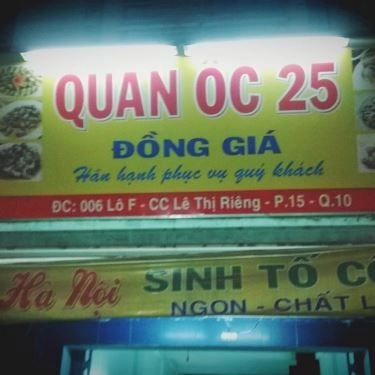 QUAN ỐC 25
ĐỒNG GIÁ
Hân hạnh phục vụ quý khách
ĐC: 006 Lô F - CC Lê Thị Riêng - P.15 - Q.10
Ha Nội SINH TỐ
NGON - CHẤT